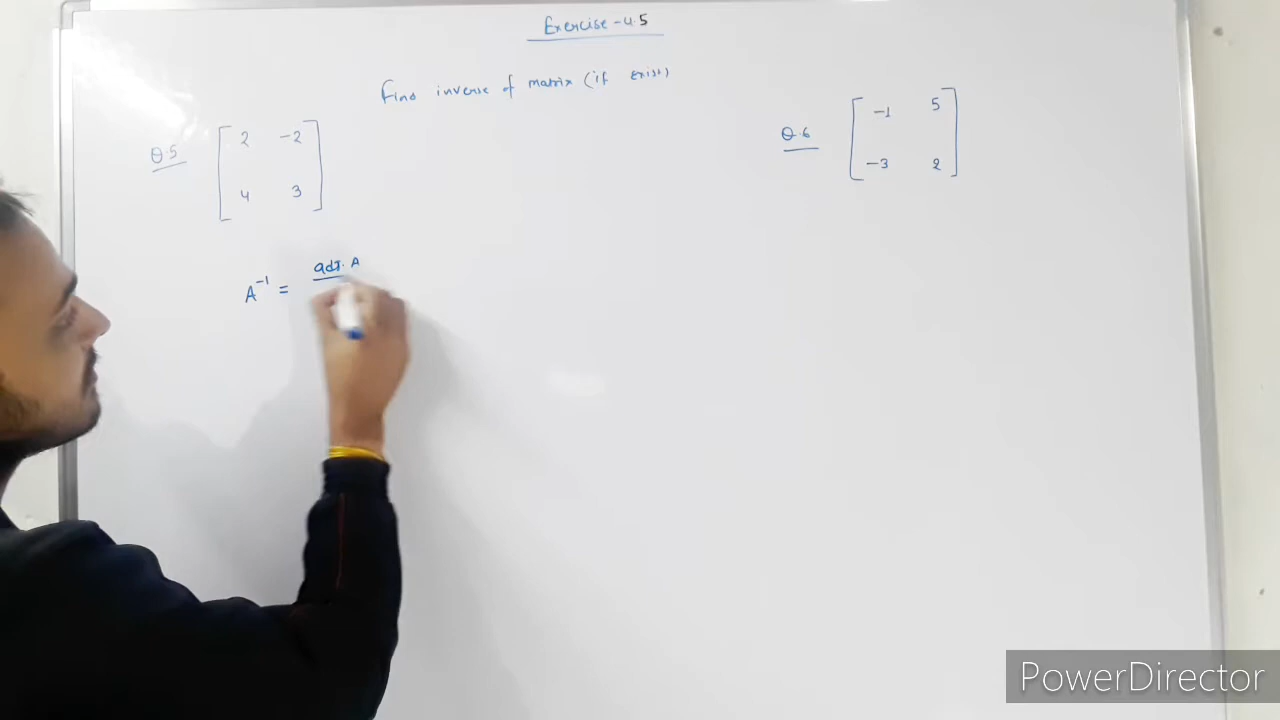 Exercise - 4.5
Find inverse of matrix (if exist)
Q.5 [ 2 -2
4 3 ]
Q.6 [ -1 5
-3 2 ]
A⁻¹ = adj. A
PowerDirector